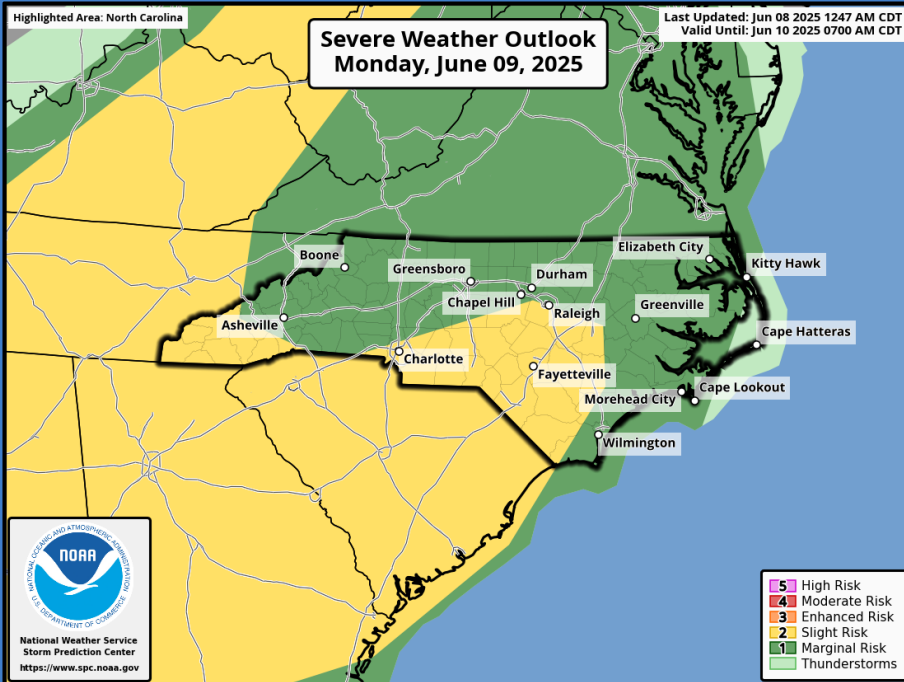 Highlighted Area: North Carolina
Severe Weather Outlook
Monday, June 09, 2025
Last Updated: Jun 08 2025 1247 AM CDT
Valid Until: Jun 10 2025 0700 AM CDT
Boone
Greensboro
Durham
Elizabeth City
Kitty Hawk
Chapel Hill
Raleigh
Greenville
Asheville
Cape Hatteras
Charlotte
Fayetteville
Morehead City
Cape Lookout
Wilmington
NATIONAL OCEANIC AND ATMOSPHERIC ADMINISTRATION
NOAA
U.S. DEPARTMENT OF COMMERCE
National Weather Service
Storm Prediction Center
https://www.spc.noaa.gov
5 High Risk
4 Moderate Risk
3 Enhanced Risk
2 Slight Risk
1 Marginal Risk
Thunderstorms